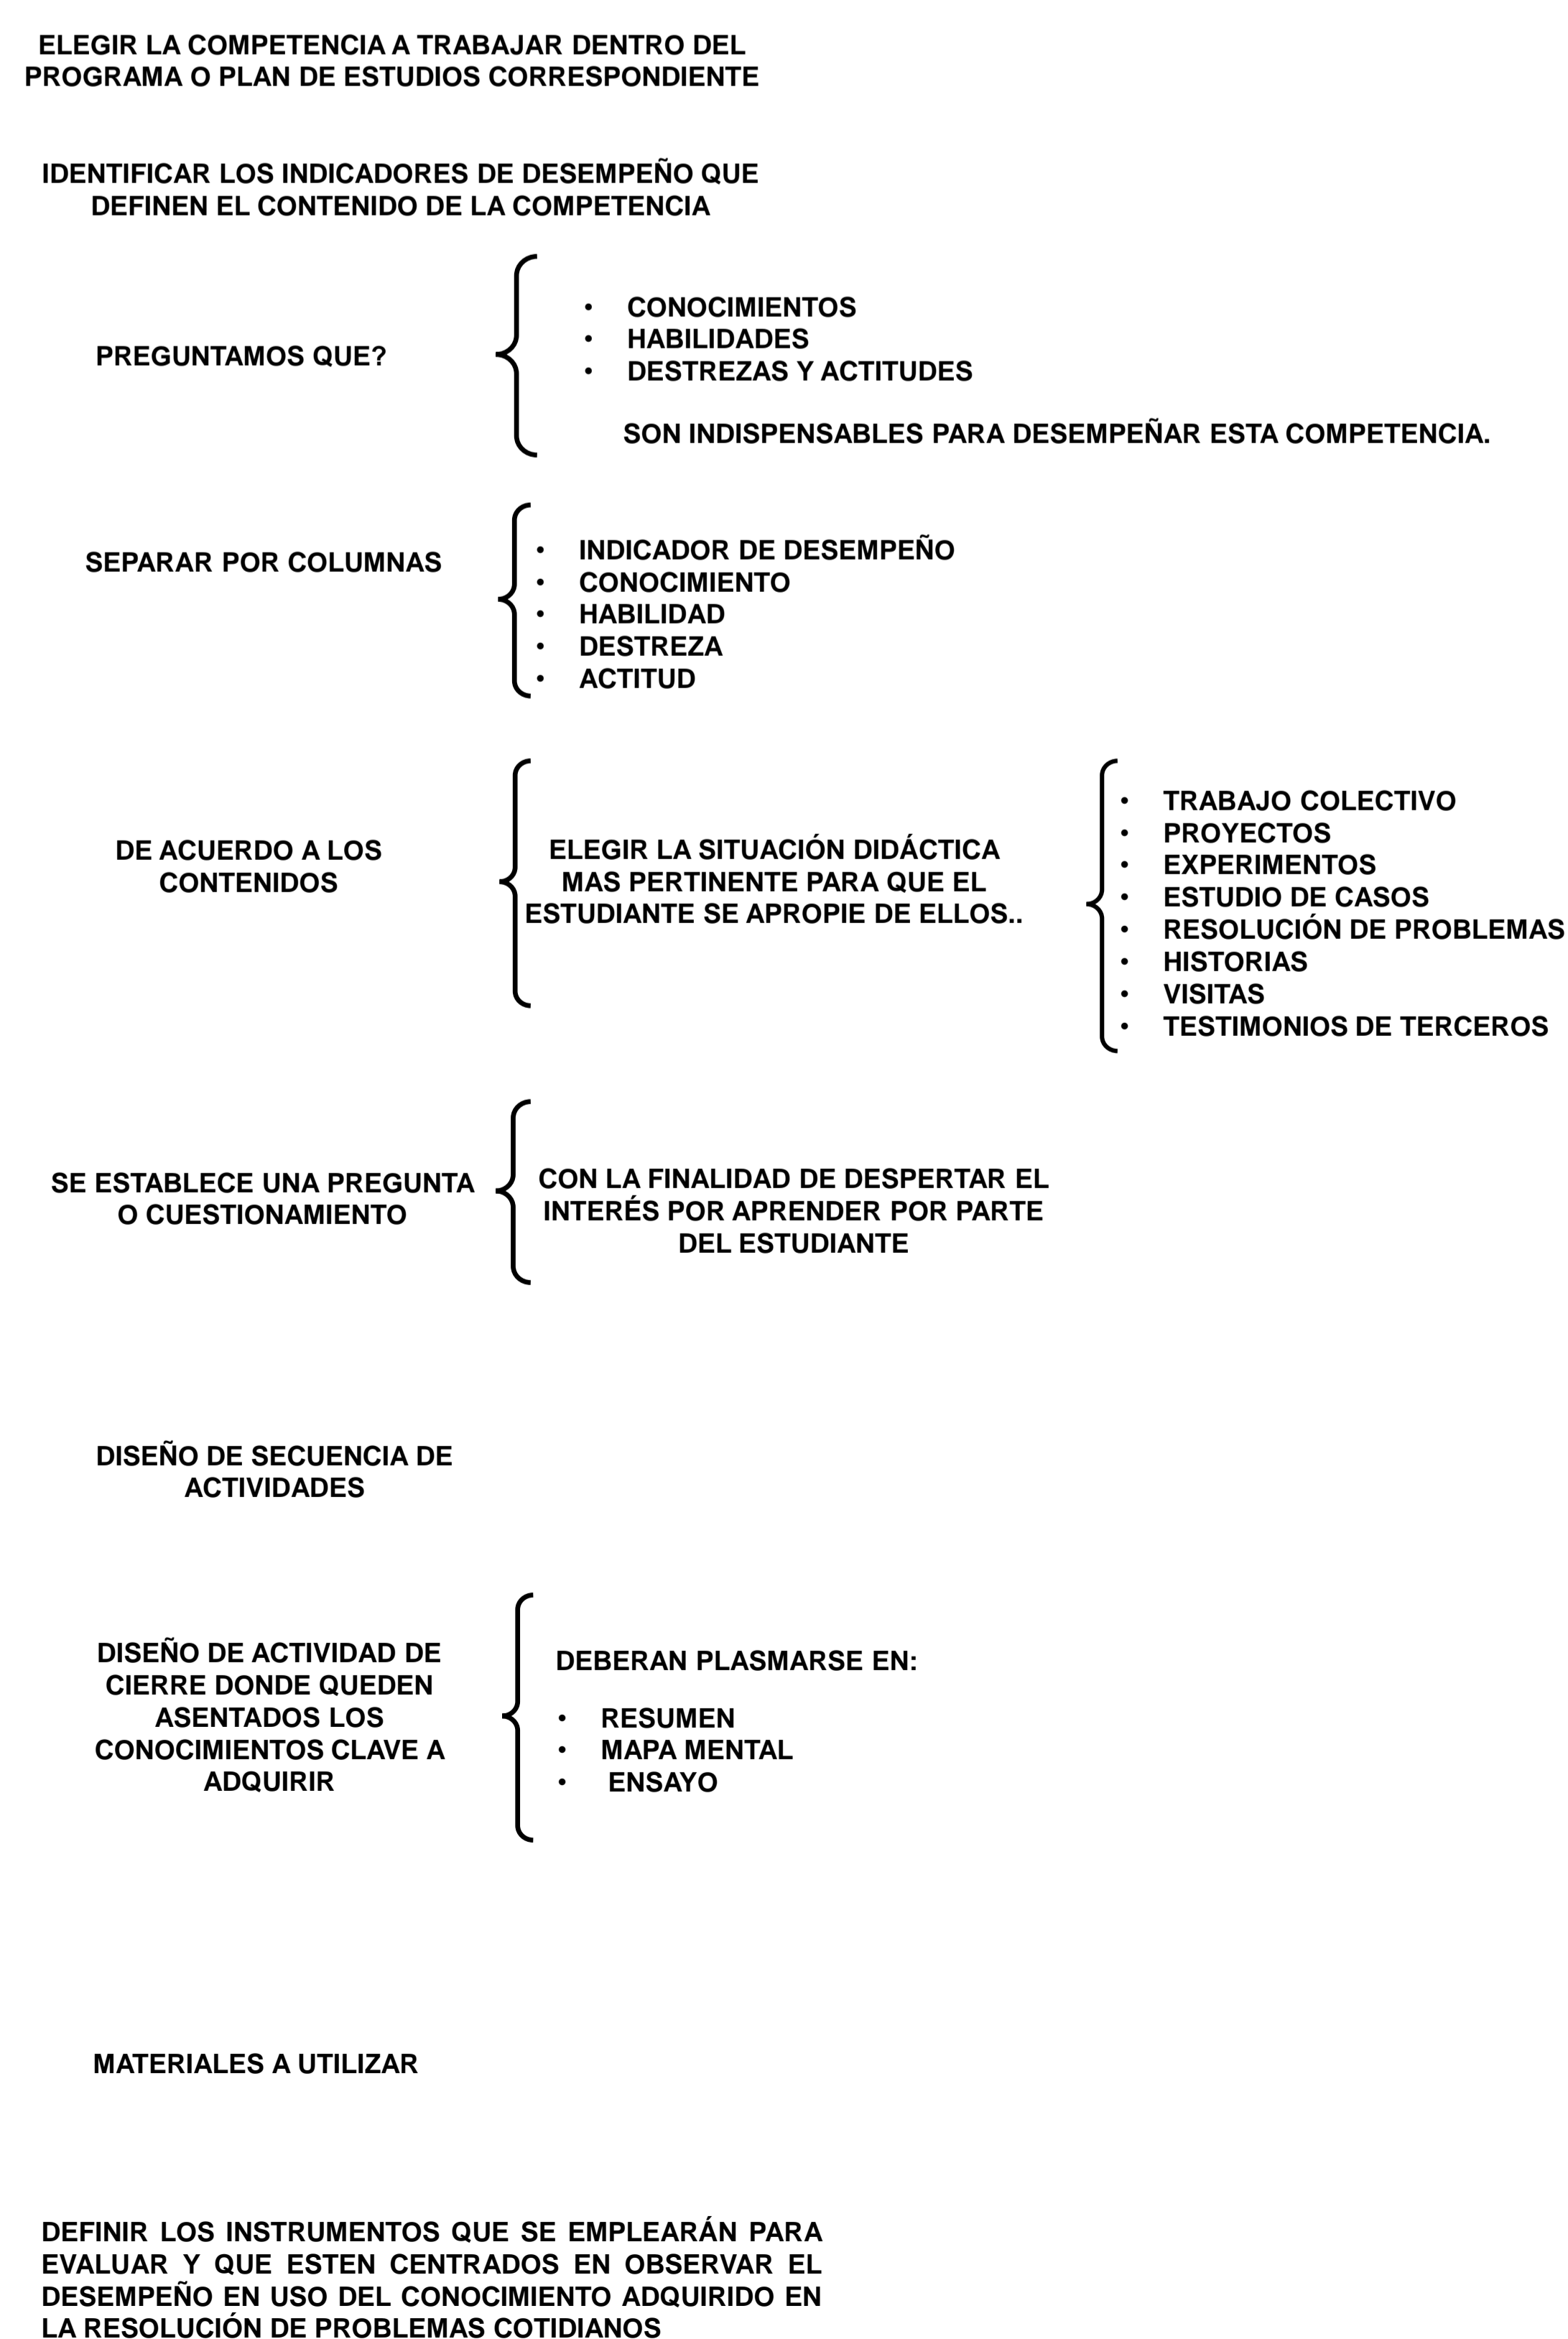 ELEGIR LA COMPETENCIA A TRABAJAR DENTRO DEL
PROGRAMA O PLAN DE ESTUDIOS CORRESPONDIENTE
IDENTIFICAR LOS INDICADORES DE DESEMPEÑO QUE
DEFINEN EL CONTENIDO DE LA COMPETENCIA
PREGUNTAMOS QUE?
• CONOCIMIENTOS
• HABILIDADES
• DESTREZAS Y ACTITUDES
SON INDISPENSABLES PARA DESEMPEÑAR ESTA COMPETENCIA.
SEPARAR POR COLUMNAS
• INDICADOR DE DESEMPEÑO
• CONOCIMIENTO
• HABILIDAD
• DESTREZA
• ACTITUD
DE ACUERDO A LOS
CONTENIDOS
ELEGIR LA SITUACIÓN DIDÁCTICA
MAS PERTINENTE PARA QUE EL
ESTUDIANTE SE APROPIE DE ELLOS..
• TRABAJO COLECTIVO
• PROYECTOS
• EXPERIMENTOS
• ESTUDIO DE CASOS
• RESOLUCIÓN DE PROBLEMAS
• HISTORIAS
• VISITAS
• TESTIMONIOS DE TERCEROS
SE ESTABLECE UNA PREGUNTA
O CUESTIONAMIENTO
CON LA FINALIDAD DE DESPERTAR EL
INTERÉS POR APRENDER POR PARTE
DEL ESTUDIANTE
DISEÑO DE SECUENCIA DE
ACTIVIDADES
DISEÑO DE ACTIVIDAD DE
CIERRE DONDE QUEDEN
ASENTADOS LOS
CONOCIMIENTOS CLAVE A
ADQUIRIR
DEBERAN PLASMARSE EN:
• RESUMEN
• MAPA MENTAL
• ENSAYO
MATERIALES A UTILIZAR
DEFINIR LOS INSTRUMENTOS QUE SE EMPLEARÁN PARA
EVALUAR Y QUE ESTEN CENTRADOS EN OBSERVAR EL
DESEMPEÑO EN USO DEL CONOCIMIENTO ADQUIRIDO EN
LA RESOLUCIÓN DE PROBLEMAS COTIDIANOS